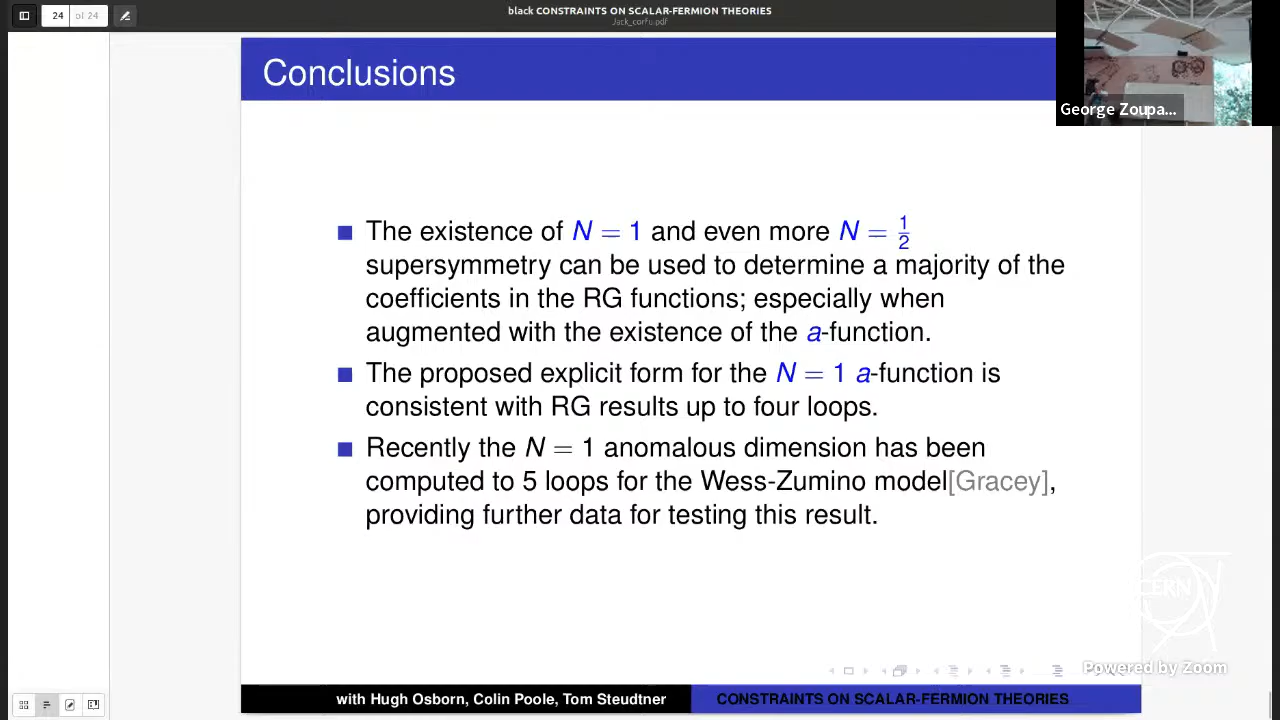 24 of 24
black CONSTRAINTS ON SCALAR-FERMION THEORIES
Jack_corfu.pdf
George Zoupa...
Conclusions
The existence of N = 1 and even more N = 1/2
supersymmetry can be used to determine a majority of the
coefficients in the RG functions; especially when
augmented with the existence of the a-function.
The proposed explicit form for the N = 1 a-function is
consistent with RG results up to four loops.
Recently the N = 1 anomalous dimension has been
computed to 5 loops for the Wess-Zumino model[Gracey],
providing further data for testing this result.
CERN
Powered by Zoom
with Hugh Osborn, Colin Poole, Tom Steudtner
CONSTRAINTS ON SCALAR-FERMION THEORIES